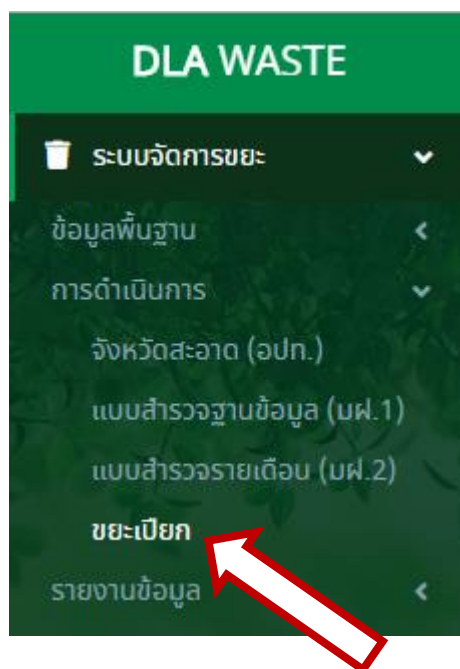 DLA WASTE
ระบบจัดการขยะ
ข้อมูลพื้นฐาน
การดำเนินการ
จังหวัดสะอาด (อปท.)
แบบสำรวจฐานข้อมูล (มฝ.1)
แบบสำรวจรายเดือน (มฝ.2)
ขยะเปียก
รายงานข้อมูล